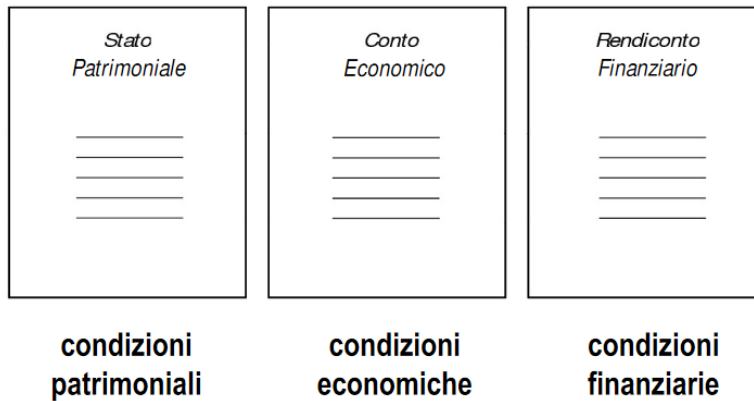 Stato
Patrimoniale
Conto
Economico
Rendiconto
Finanziario
condizioni
patrimoniali
condizioni
economiche
condizioni
finanziarie